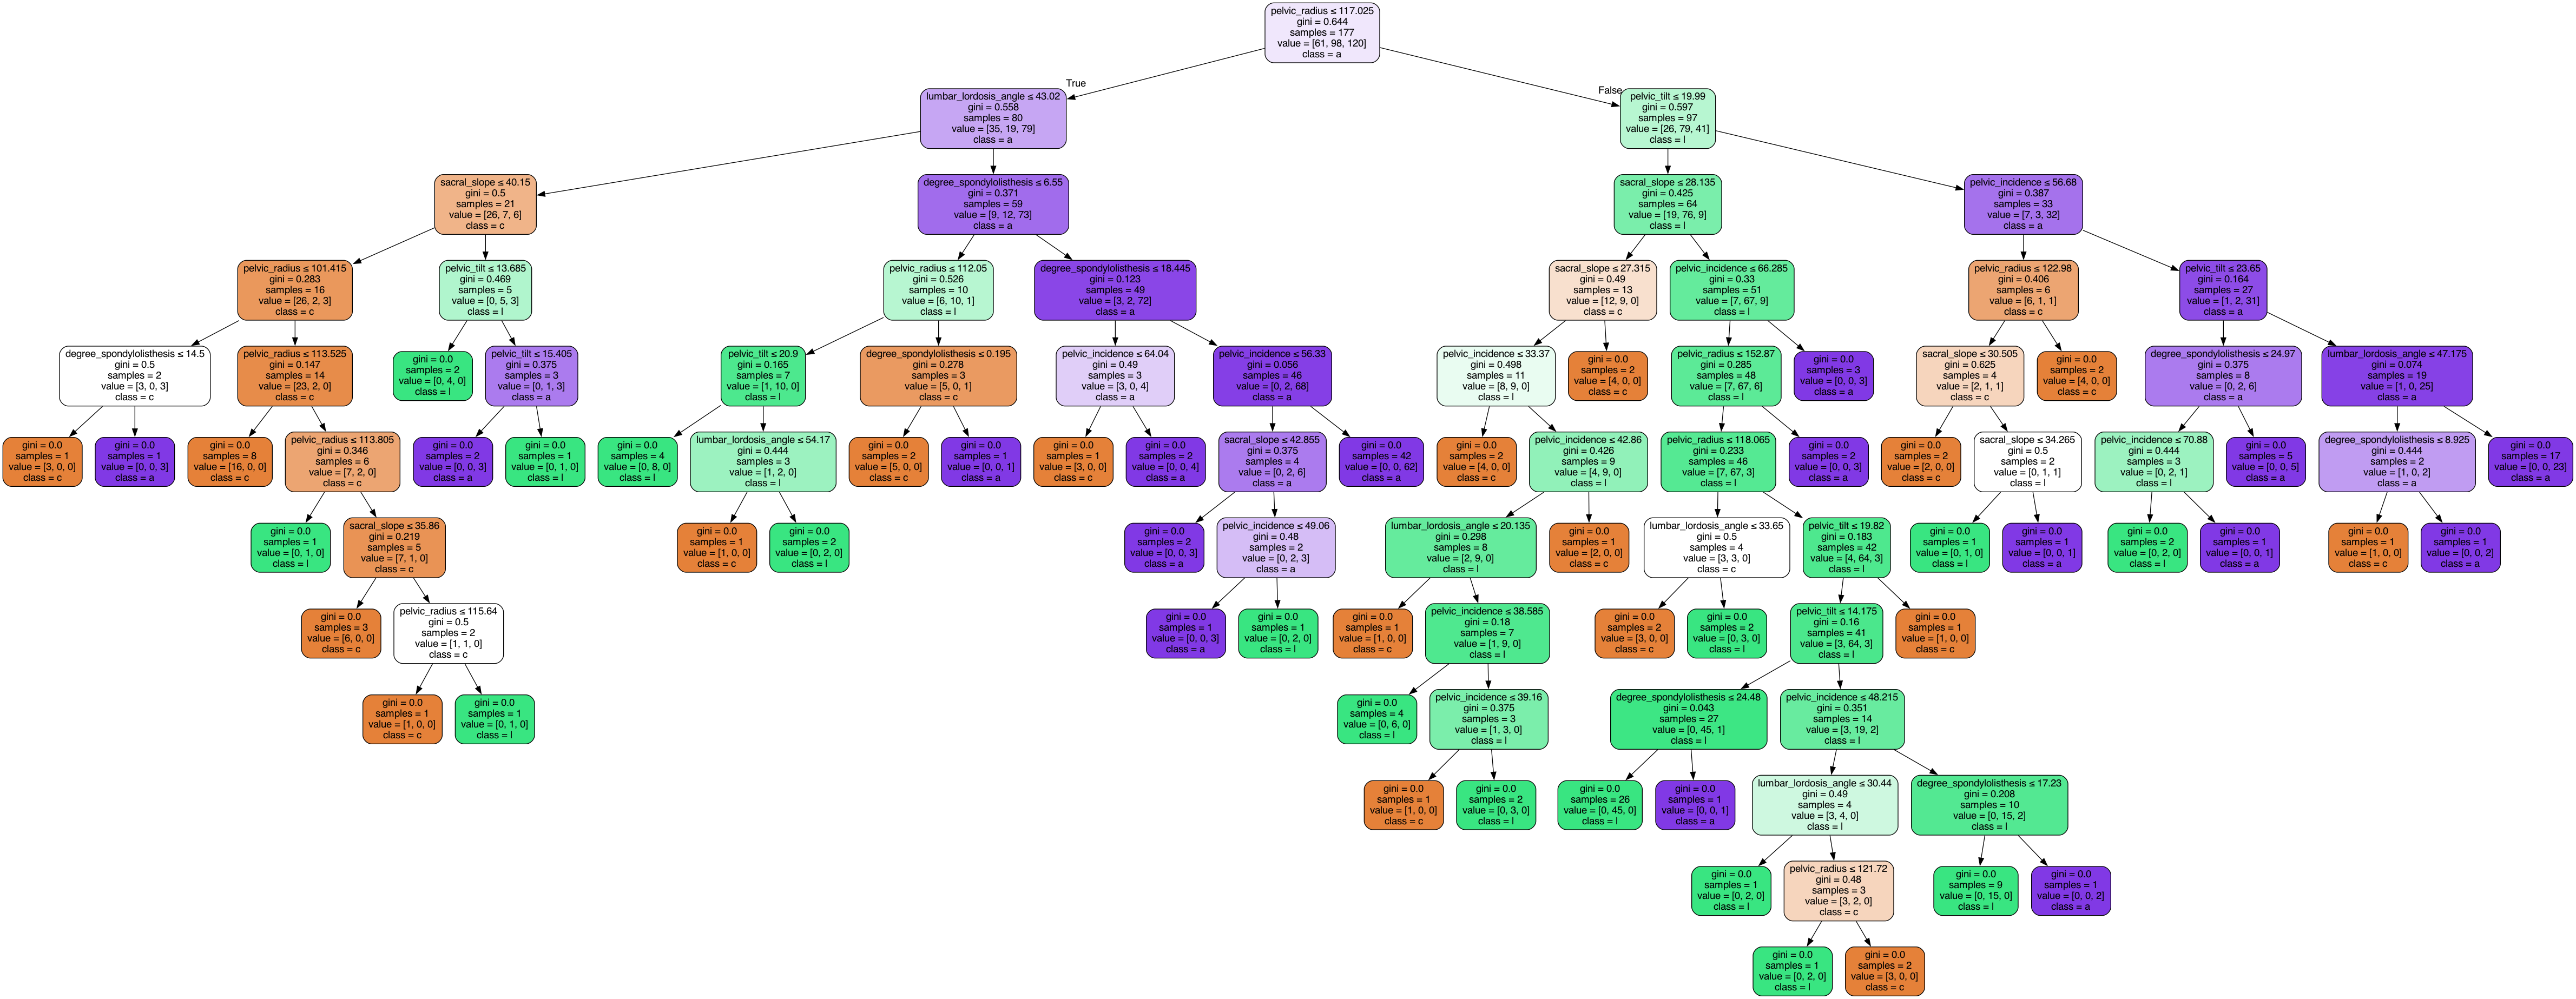 pelvic_radius ≤ 117.025
gini = 0.644
samples = 177
value = [61, 98, 120]
class = a
True
False
lumbar_lordosis_angle ≤ 43.02
gini = 0.558
samples = 80
value = [35, 19, 79]
class = a
pelvic_tilt ≤ 19.99
gini = 0.597
samples = 97
value = [26, 79, 41]
class = l
sacral_slope ≤ 40.15
gini = 0.5
samples = 21
value = [26, 7, 6]
class = c
degree_spondylolisthesis ≤ 6.55
gini = 0.371
samples = 59
value = [9, 12, 73]
class = a
sacral_slope ≤ 28.135
gini = 0.425
samples = 64
value = [19, 76, 9]
class = l
pelvic_incidence ≤ 56.68
gini = 0.387
samples = 33
value = [7, 3, 32]
class = a
pelvic_radius ≤ 101.415
gini = 0.283
samples = 16
value = [26, 2, 3]
class = c
pelvic_tilt ≤ 13.685
gini = 0.469
samples = 5
value = [0, 5, 3]
class = l
pelvic_radius ≤ 112.05
gini = 0.526
samples = 10
value = [6, 10, 1]
class = l
degree_spondylolisthesis ≤ 18.445
gini = 0.123
samples = 49
value = [3, 2, 72]
class = a
sacral_slope ≤ 27.315
gini = 0.49
samples = 13
value = [12, 9, 0]
class = c
pelvic_incidence ≤ 66.285
gini = 0.33
samples = 51
value = [7, 67, 9]
class = l
pelvic_radius ≤ 122.98
gini = 0.406
samples = 6
value = [6, 1, 1]
class = c
pelvic_tilt ≤ 23.65
gini = 0.164
samples = 27
value = [1, 2, 31]
class = a
degree_spondylolisthesis ≤ 14.5
gini = 0.5
samples = 2
value = [3, 0, 3]
class = c
pelvic_radius ≤ 113.525
gini = 0.147
samples = 14
value = [23, 2, 0]
class = c
gini = 0.0
samples = 2
value = [0, 4, 0]
class = l
pelvic_tilt ≤ 15.405
gini = 0.375
samples = 3
value = [0, 1, 3]
class = a
pelvic_tilt ≤ 20.9
gini = 0.165
samples = 7
value = [1, 10, 0]
class = l
degree_spondylolisthesis ≤ 0.195
gini = 0.278
samples = 3
value = [5, 0, 1]
class = c
pelvic_incidence ≤ 64.04
gini = 0.49
samples = 3
value = [3, 0, 4]
class = a
pelvic_incidence ≤ 56.33
gini = 0.056
samples = 46
value = [0, 2, 68]
class = a
pelvic_incidence ≤ 33.37
gini = 0.498
samples = 11
value = [8, 9, 0]
class = l
gini = 0.0
samples = 2
value = [4, 0, 0]
class = c
pelvic_radius ≤ 152.87
gini = 0.285
samples = 48
value = [7, 67, 6]
class = l
gini = 0.0
samples = 3
value = [0, 0, 3]
class = a
sacral_slope ≤ 30.505
gini = 0.625
samples = 4
value = [2, 1, 1]
class = c
gini = 0.0
samples = 2
value = [4, 0, 0]
class = c
degree_spondylolisthesis ≤ 24.97
gini = 0.375
samples = 8
value = [0, 2, 6]
class = a
lumbar_lordosis_angle ≤ 47.175
gini = 0.074
samples = 19
value = [1, 0, 25]
class = a
gini = 0.0
samples = 1
value = [3, 0, 0]
class = c
gini = 0.0
samples = 1
value = [0, 0, 3]
class = a
gini = 0.0
samples = 8
value = [16, 0, 0]
class = c
pelvic_radius ≤ 113.805
gini = 0.346
samples = 6
value = [7, 2, 0]
class = c
gini = 0.0
samples = 2
value = [0, 0, 3]
class = a
gini = 0.0
samples = 1
value = [0, 1, 0]
class = l
gini = 0.0
samples = 4
value = [0, 8, 0]
class = l
lumbar_lordosis_angle ≤ 54.17
gini = 0.444
samples = 3
value = [1, 2, 0]
class = l
gini = 0.0
samples = 2
value = [5, 0, 0]
class = c
gini = 0.0
samples = 1
value = [0, 0, 1]
class = a
gini = 0.0
samples = 1
value = [3, 0, 0]
class = c
gini = 0.0
samples = 2
value = [0, 0, 4]
class = a
sacral_slope ≤ 42.855
gini = 0.375
samples = 4
value = [0, 2, 6]
class = a
gini = 0.0
samples = 42
value = [0, 0, 62]
class = a
gini = 0.0
samples = 2
value = [4, 0, 0]
class = c
pelvic_incidence ≤ 42.86
gini = 0.426
samples = 9
value = [4, 9, 0]
class = l
pelvic_radius ≤ 118.065
gini = 0.233
samples = 46
value = [7, 67, 3]
class = l
gini = 0.0
samples = 2
value = [0, 0, 3]
class = a
gini = 0.0
samples = 2
value = [2, 0, 0]
class = c
sacral_slope ≤ 34.265
gini = 0.5
samples = 2
value = [0, 1, 1]
class = l
pelvic_incidence ≤ 70.88
gini = 0.444
samples = 3
value = [0, 2, 1]
class = l
gini = 0.0
samples = 5
value = [0, 0, 5]
class = a
degree_spondylolisthesis ≤ 8.925
gini = 0.444
samples = 2
value = [1, 0, 2]
class = a
gini = 0.0
samples = 17
value = [0, 0, 23]
class = a
gini = 0.0
samples = 1
value = [0, 1, 0]
class = l
sacral_slope ≤ 35.86
gini = 0.219
samples = 5
value = [7, 1, 0]
class = c
gini = 0.0
samples = 1
value = [1, 0, 0]
class = c
gini = 0.0
samples = 2
value = [0, 2, 0]
class = l
gini = 0.0
samples = 2
value = [0, 0, 3]
class = a
pelvic_incidence ≤ 49.06
gini = 0.48
samples = 2
value = [0, 2, 3]
class = a
lumbar_lordosis_angle ≤ 20.135
gini = 0.298
samples = 8
value = [2, 9, 0]
class = l
gini = 0.0
samples = 1
value = [2, 0, 0]
class = c
lumbar_lordosis_angle ≤ 33.65
gini = 0.5
samples = 4
value = [3, 3, 0]
class = c
pelvic_tilt ≤ 19.82
gini = 0.183
samples = 42
value = [4, 64, 3]
class = l
gini = 0.0
samples = 1
value = [0, 1, 0]
class = l
gini = 0.0
samples = 1
value = [0, 0, 1]
class = a
gini = 0.0
samples = 2
value = [0, 2, 0]
class = l
gini = 0.0
samples = 1
value = [0, 0, 1]
class = a
gini = 0.0
samples = 1
value = [1, 0, 0]
class = c
gini = 0.0
samples = 1
value = [0, 0, 2]
class = a
gini = 0.0
samples = 3
value = [6, 0, 0]
class = c
pelvic_radius ≤ 115.64
gini = 0.5
samples = 2
value = [1, 1, 0]
class = c
gini = 0.0
samples = 1
value = [0, 0, 3]
class = a
gini = 0.0
samples = 1
value = [0, 2, 0]
class = l
gini = 0.0
samples = 1
value = [1, 0, 0]
class = c
pelvic_incidence ≤ 38.585
gini = 0.18
samples = 7
value = [1, 9, 0]
class = l
gini = 0.0
samples = 2
value = [3, 0, 0]
class = c
gini = 0.0
samples = 2
value = [0, 3, 0]
class = l
pelvic_tilt ≤ 14.175
gini = 0.16
samples = 41
value = [3, 64, 3]
class = l
gini = 0.0
samples = 1
value = [1, 0, 0]
class = c
gini = 0.0
samples = 1
value = [1, 0, 0]
class = c
gini = 0.0
samples = 1
value = [0, 1, 0]
class = l
gini = 0.0
samples = 4
value = [0, 6, 0]
class = l
pelvic_incidence ≤ 39.16
gini = 0.375
samples = 3
value = [1, 3, 0]
class = l
degree_spondylolisthesis ≤ 24.48
gini = 0.043
samples = 27
value = [0, 45, 1]
class = l
pelvic_incidence ≤ 48.215
gini = 0.351
samples = 14
value = [3, 19, 2]
class = l
gini = 0.0
samples = 1
value = [1, 0, 0]
class = c
gini = 0.0
samples = 2
value = [0, 3, 0]
class = l
gini = 0.0
samples = 26
value = [0, 45, 0]
class = l
gini = 0.0
samples = 1
value = [0, 0, 1]
class = a
lumbar_lordosis_angle ≤ 30.44
gini = 0.49
samples = 4
value = [3, 4, 0]
class = l
degree_spondylolisthesis ≤ 17.23
gini = 0.208
samples = 10
value = [0, 15, 2]
class = l
gini = 0.0
samples = 1
value = [0, 2, 0]
class = l
pelvic_radius ≤ 121.72
gini = 0.48
samples = 3
value = [3, 2, 0]
class = c
gini = 0.0
samples = 9
value = [0, 15, 0]
class = l
gini = 0.0
samples = 1
value = [0, 0, 2]
class = a
gini = 0.0
samples = 1
value = [0, 2, 0]
class = l
gini = 0.0
samples = 2
value = [3, 0, 0]
class = c